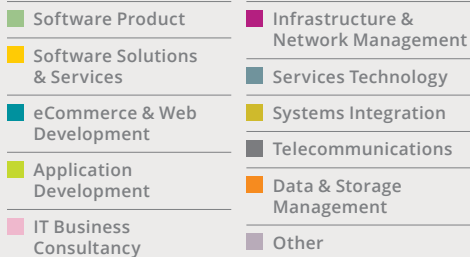 Software Product
Software Solutions
& Services
eCommerce & Web
Development
Application
Development
IT Business
Consultancy
Infrastructure &
Network Management
Services Technology
Systems Integration
Telecommunications
Data & Storage
Management
Other